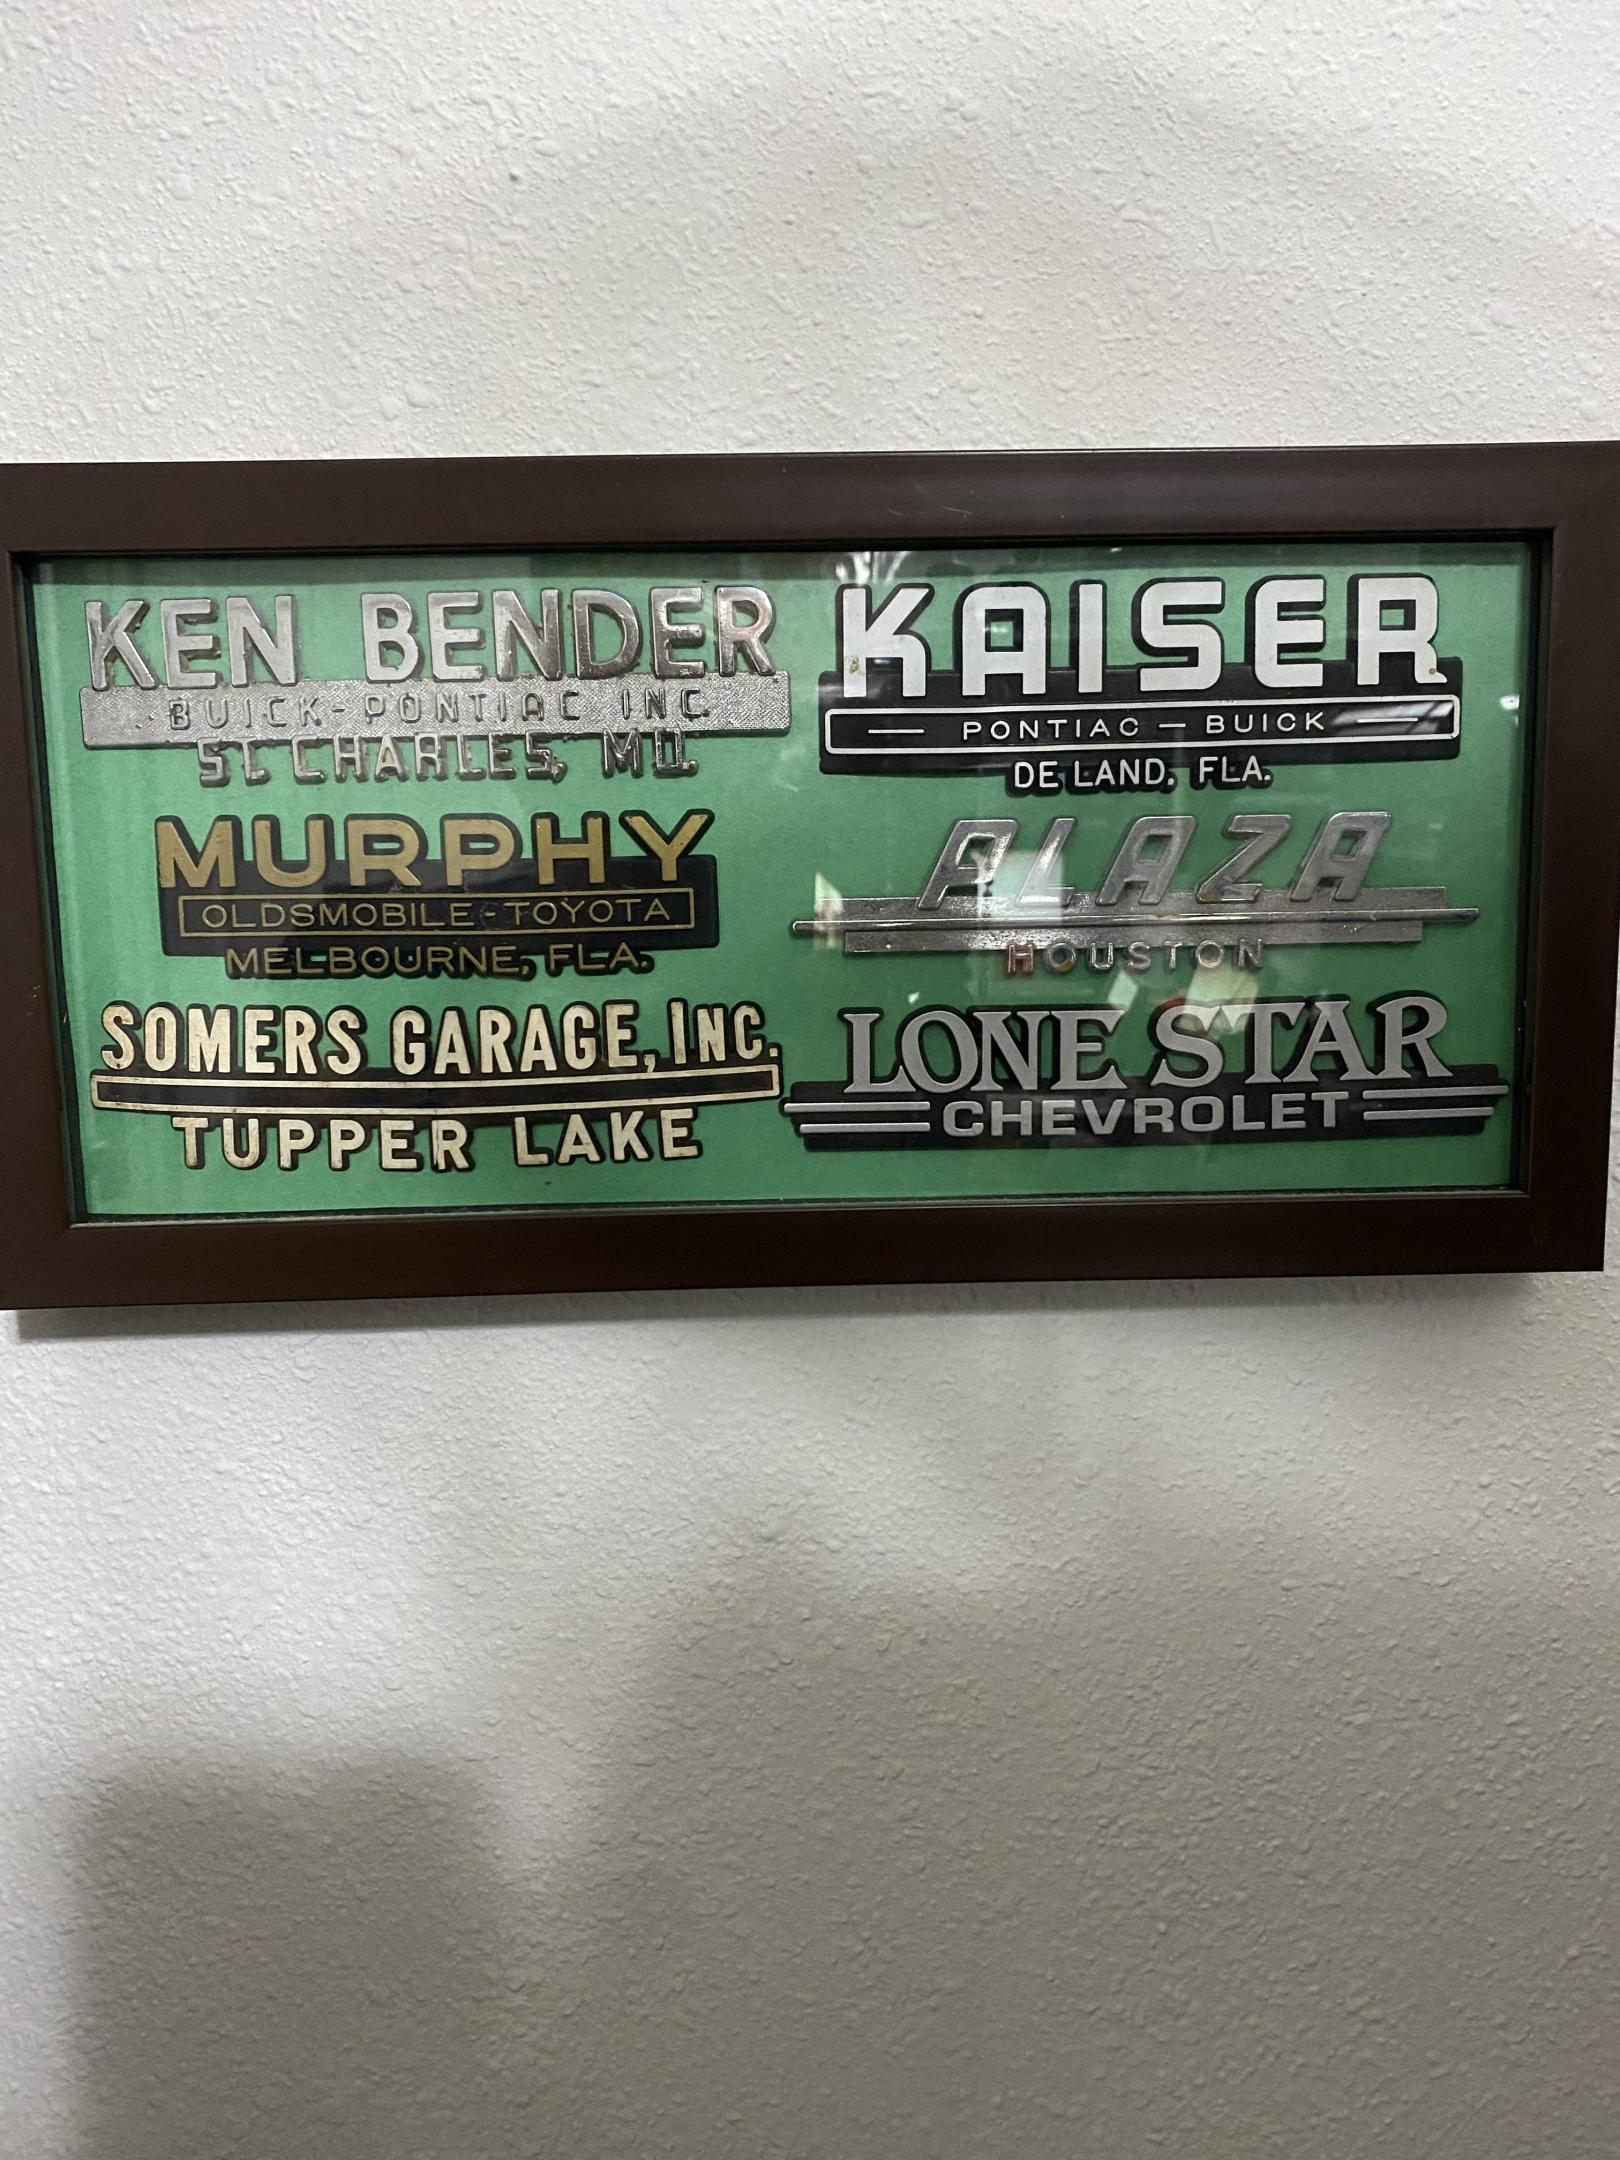 KEN BENDER
BUICK-PONTIAC INC.
ST. CHARLES, MO.
KAISER
PONTIAC — BUICK
DE LAND, FLA.
MURPHY
OLDSMOBILE-TOYOTA
MELBOURNE, FLA.
PLAZA
HOUSTON
SOMERS GARAGE, INC.
TUPPER LAKE
LONE STAR
CHEVROLET